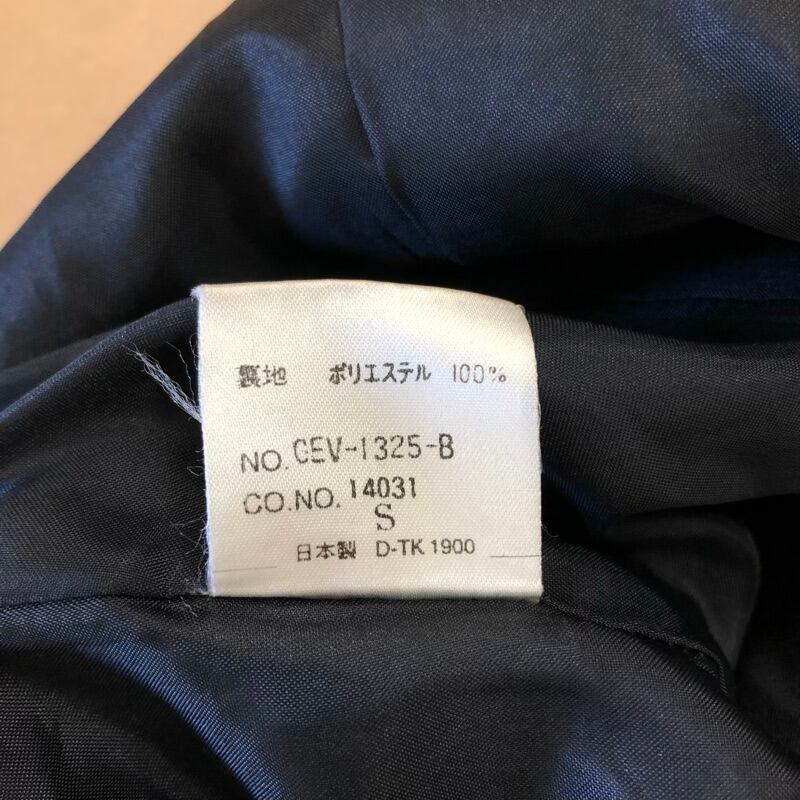 裏地 ポリエステル 100%
NO. CEV-1325-B
CO.NO. 14031
S
日本製 D-TK 1900